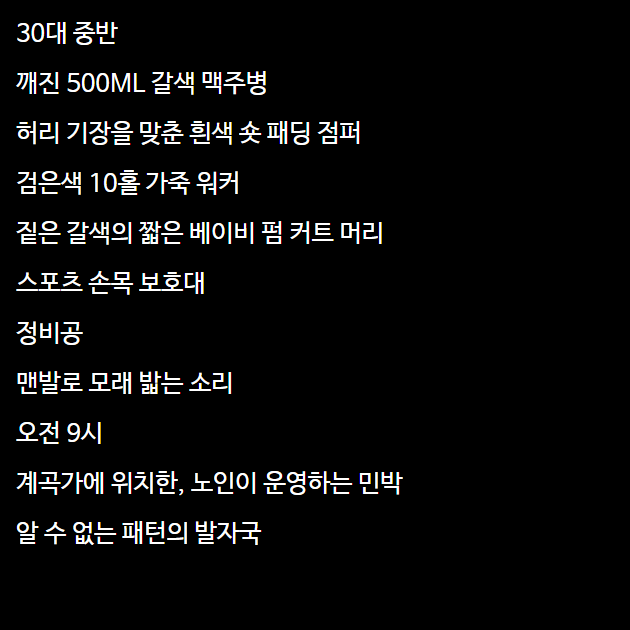 30대 중반
깨진 500ML 갈색 맥주병
허리 기장을 맞춘 흰색 숏 패딩 점퍼
검은색 10홀 가죽 워커
짙은 갈색의 짧은 베이비 펌 커트 머리
스포츠 손목 보호대
정비공
맨발로 모래 밟는 소리
오전 9시
계곡가에 위치한, 노인이 운영하는 민박
알 수 없는 패턴의 발자국